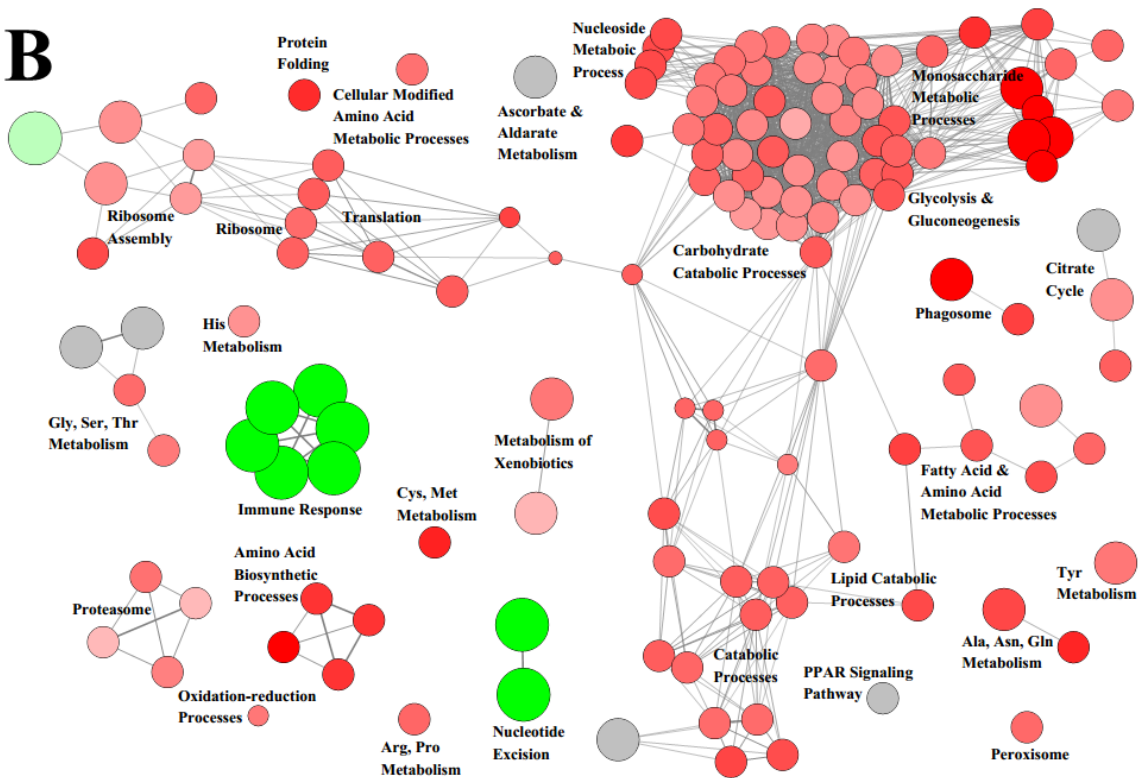 B
Protein
Folding
Cellular Modified
Amino Acid
Metabolic Processes
Ascorbate &
Aldarate
Metabolism
Nucleoside
Metaboic
Process
Monosaccharide
Metabolic
Processes
Ribosome
Assembly
Ribosome
Translation
Carbohydrate
Catabolic Processes
Glycolysis &
Gluconeogenesis
Citrate
Cycle
Phagosome
His
Metabolism
Gly, Ser, Thr
Metabolism
Immune Response
Metabolism of
Xenobiotics
Cys, Met
Metabolism
Fatty Acid &
Amino Acid
Metabolic Processes
Amino Acid
Biosynthetic
Processes
Proteasome
Lipid Catabolic
Processes
Tyr
Metabolism
Ala, Asn, Gln
Metabolism
Catabolic
Processes
PPAR Signaling
Pathway
Oxidation-reduction
Processes
Arg, Pro
Metabolism
Nucleotide
Excision
Peroxisome